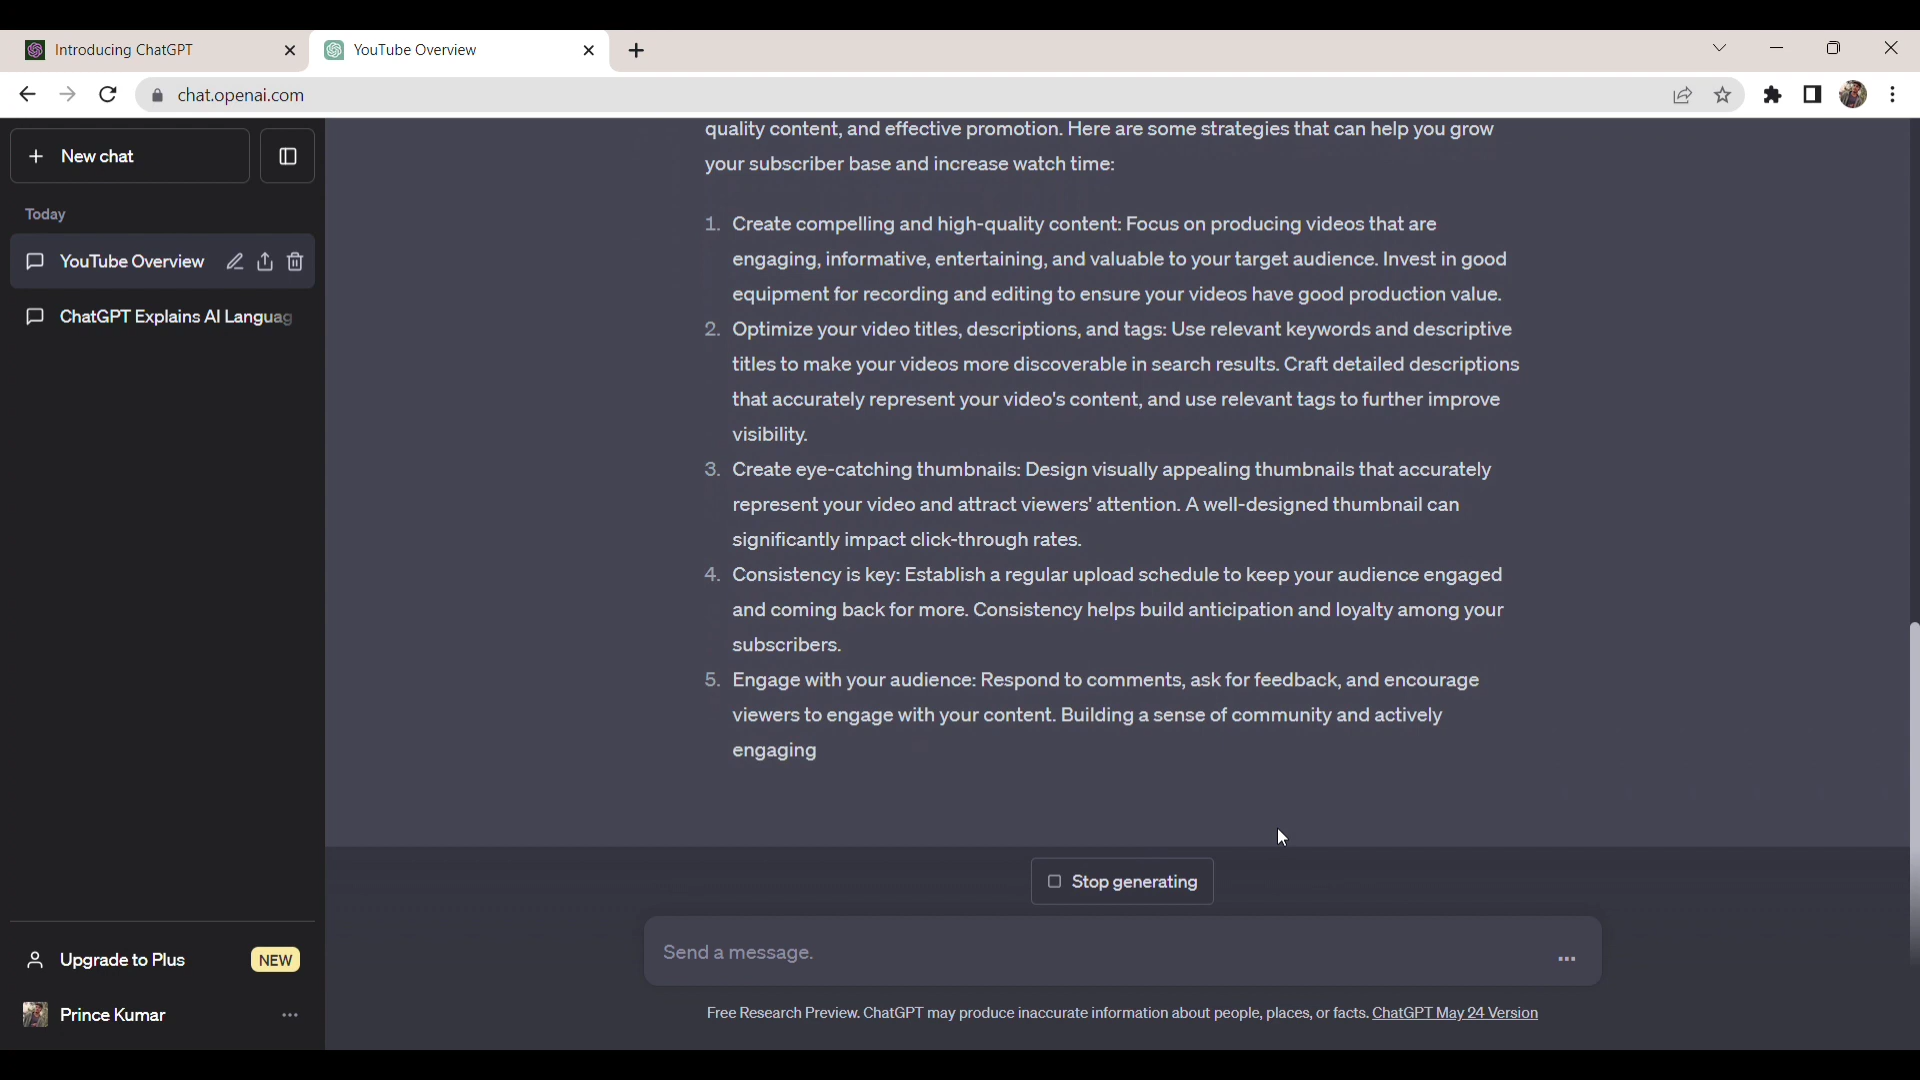 Introducing ChatGPT
YouTube Overview
chat.openai.com
New chat
Today
YouTube Overview
ChatGPT Explains AI Languag
quality content, and effective promotion. Here are some strategies that can help you grow
your subscriber base and increase watch time:
1. Create compelling and high-quality content: Focus on producing videos that are
engaging, informative, entertaining, and valuable to your target audience. Invest in good
equipment for recording and editing to ensure your videos have good production value.
2. Optimize your video titles, descriptions, and tags: Use relevant keywords and descriptive
titles to make your videos more discoverable in search results. Craft detailed descriptions
that accurately represent your video's content, and use relevant tags to further improve
visibility.
3. Create eye-catching thumbnails: Design visually appealing thumbnails that accurately
represent your video and attract viewers' attention. A well-designed thumbnail can
significantly impact click-through rates.
4. Consistency is key: Establish a regular upload schedule to keep your audience engaged
and coming back for more. Consistency helps build anticipation and loyalty among your
subscribers.
5. Engage with your audience: Respond to comments, ask for feedback, and encourage
viewers to engage with your content. Building a sense of community and actively
engaging
Stop generating
Send a message.
Free Research Preview. ChatGPT may produce inaccurate information about people, places, or facts. ChatGPT May 24 Version
Upgrade to Plus NEW
Prince Kumar